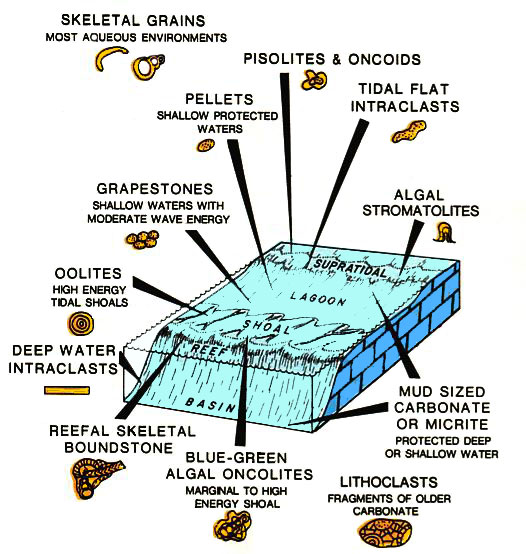 SKELETAL GRAINS
MOST AQUEOUS ENVIRONMENTS
PISOLITES & ONCOIDS
TIDAL FLAT
INTRACLASTS
PELLETS
SHALLOW PROTECTED
WATERS
GRAPESTONES
SHALLOW WATERS WITH
MODERATE WAVE ENERGY
ALGAL
STROMATOLITES
OOLITES
HIGH ENERGY
TIDAL SHOALS
SUPRATIDAL
LAGOON
SHOAL
REEF
BASIN
DEEP WATER
INTRACLASTS
MUD SIZED
CARBONATE
OR MICRITE
PROTECTED DEEP
OR SHALLOW WATER
REEFAL SKELETAL
BOUNDSTONE
BLUE-GREEN
ALGAL ONCOLITES
MARGINAL TO HIGH
ENERGY SHOAL
LITHOCLASTS
FRAGMENTS OF OLDER
CARBONATE